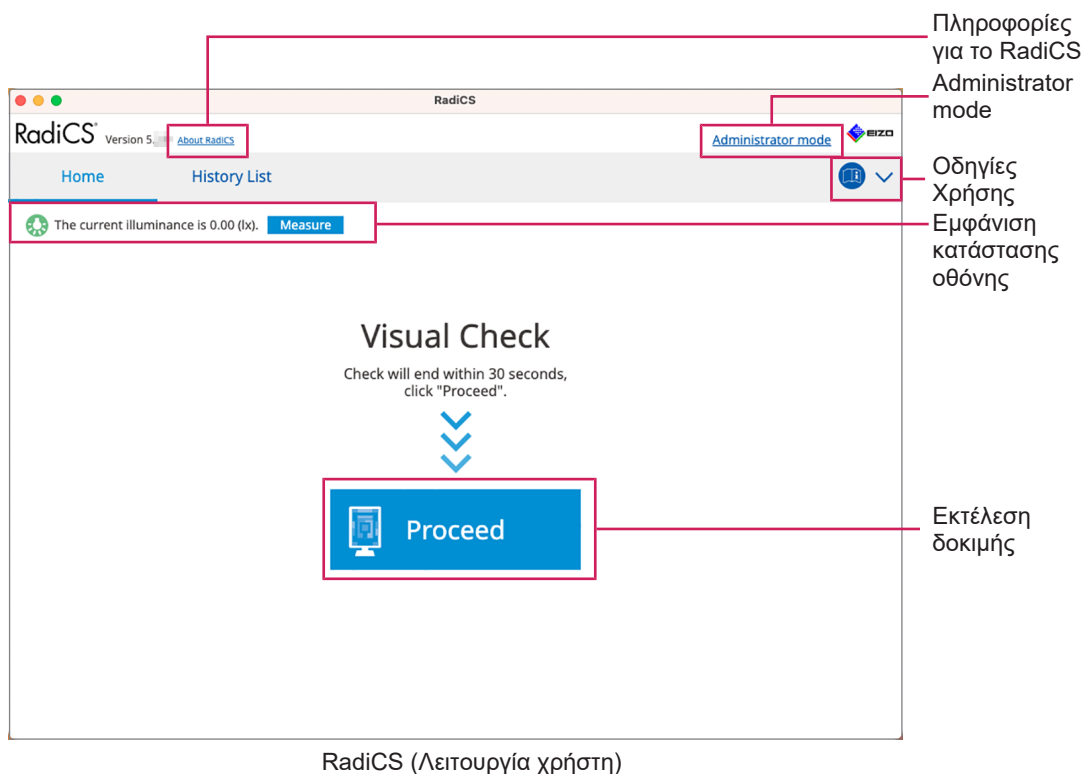 Πληροφορίες
για το RadiCS
Administrator
mode
RadiCS
RadiCS® Version 5. About RadiCS
Administrator mode
EIZO
Home
History List
Οδηγίες
Χρήσης
The current illuminance is 0.00 (lx).
Measure
Εμφάνιση
κατάστασης
οθόνης
Visual Check
Check will end within 30 seconds,
click "Proceed".
Proceed
Εκτέλεση
δοκιμής
RadiCS (Λειτουργία χρήστη)